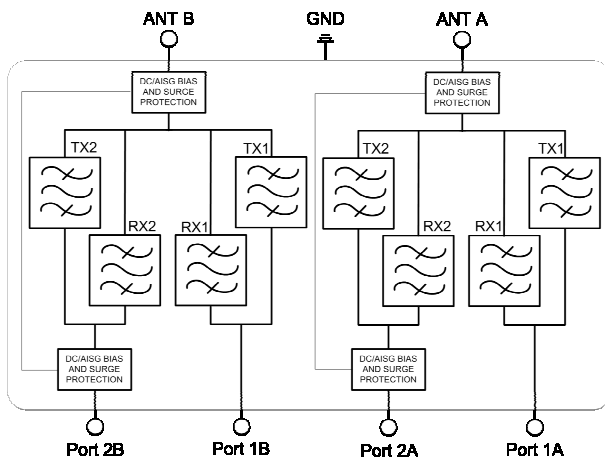 ANT B
GND
ANT A
DC/AISG BIAS
AND SURGE
PROTECTION
DC/AISG BIAS
AND SURGE
PROTECTION
TX2
TX1
TX2
TX1
RX2
RX1
RX2
RX1
DC/AISG BIAS
AND SURGE
PROTECTION
DC/AISG BIAS
AND SURGE
PROTECTION
Port 2B
Port 1B
Port 2A
Port 1A